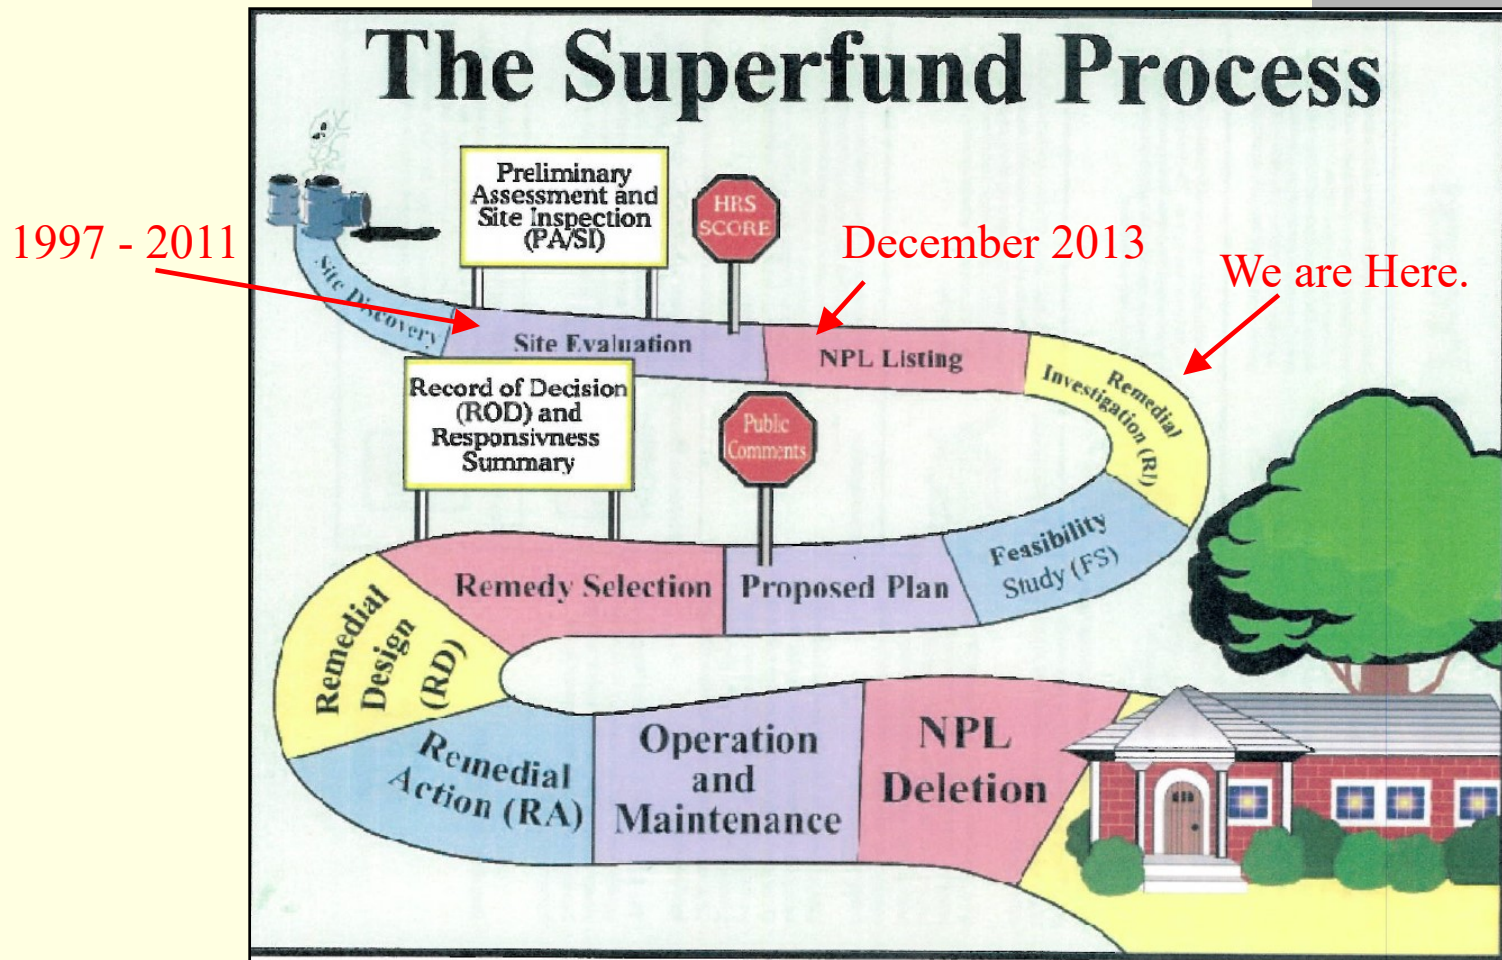 The Superfund Process
Preliminary
Assessment and
Site Inspection
(PA/SI)
HRS
SCORE
1997 - 2011
December 2013
We are Here.
Site Discovery
Site Evaluation
NPL Listing
Remedial
Investigation (RI)
Record of Decision
(ROD) and
Responsivness
Summary
Public
Comments
Feasibility
Study (FS)
Proposed Plan
Remedy Selection
Remedial
Design
(RD)
Remedial
Action (RA)
Operation
and
Maintenance
NPL
Deletion